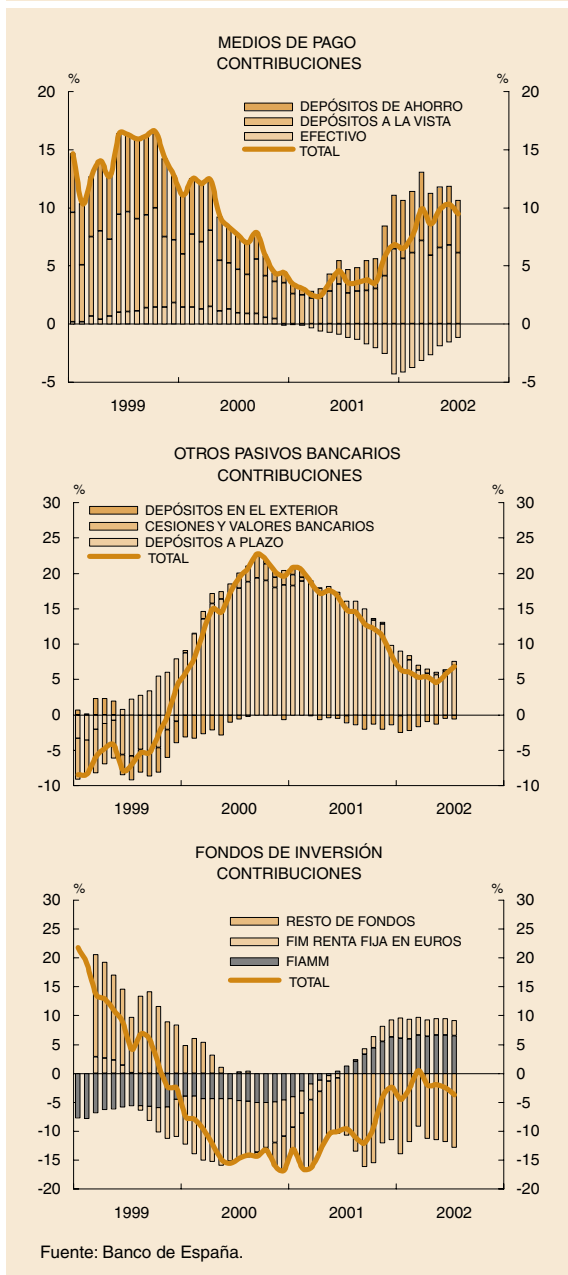 MEDIOS DE PAGO
CONTRIBUCIONES
% %
DEPÓSITOS DE AHORRO
DEPÓSITOS A LA VISTA
EFECTIVO
TOTAL
20 20
15 15
10 10
5 5
0 0
-5 -5
1999 2000 2001 2002
OTROS PASIVOS BANCARIOS
CONTRIBUCIONES
% %
DEPÓSITOS EN EL EXTERIOR
CESIONES Y VALORES BANCARIOS
DEPÓSITOS A PLAZO
TOTAL
30 30
25 25
20 20
15 15
10 10
5 5
0 0
-5 -5
-10 -10
1999 2000 2001 2002
FONDOS DE INVERSIÓN
CONTRIBUCIONES
% %
RESTO DE FONDOS
FIM RENTA FIJA EN EUROS
FIAMM
TOTAL
30 30
25 25
20 20
15 15
10 10
5 5
0 0
-5 -5
-10 -10
-15 -15
-20 -20
1999 2000 2001 2002
Fuente: Banco de España.